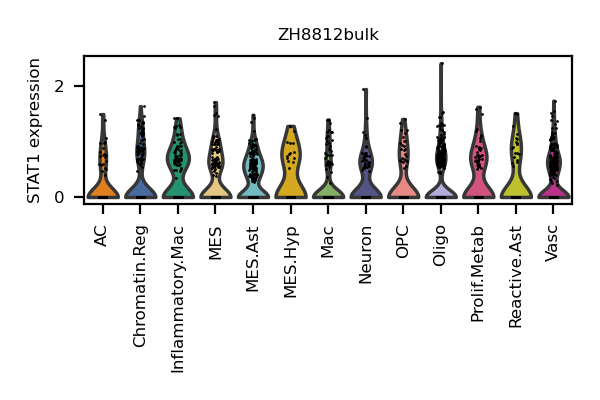 ZH8812bulk
STAT1 expression
2
0
AC
Chromatin.Reg
Inflammatory.Mac
MES
MES.Ast
MES.Hyp
Mac
Neuron
OPC
Oligo
Prolif.Metab
Reactive.Ast
Vasc